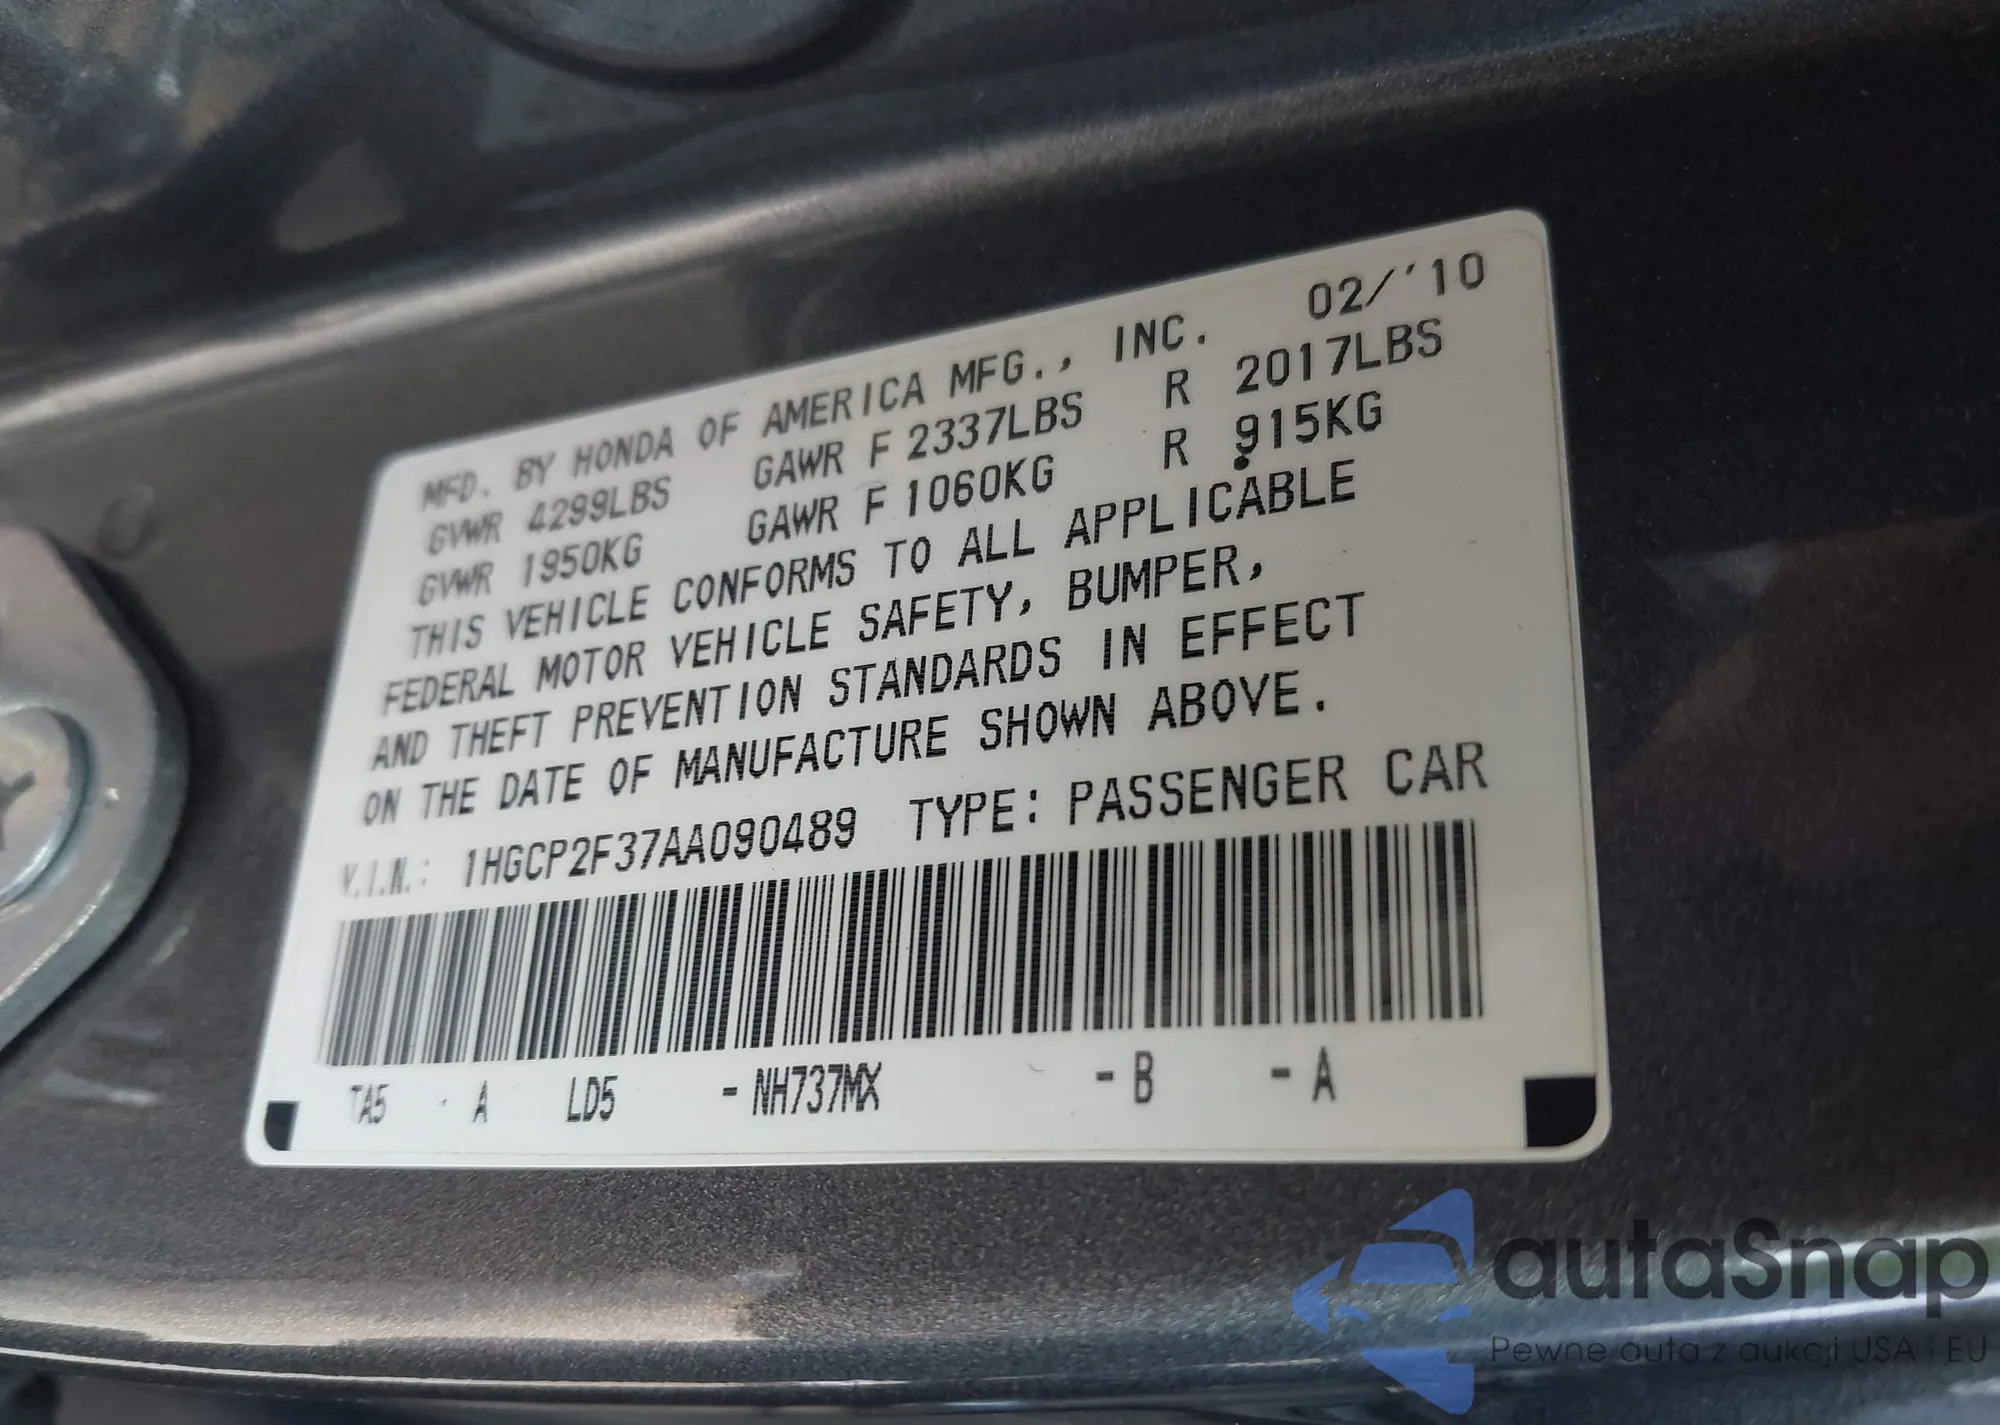 MFD. BY HONDA OF AMERICA MFG., INC. 02/'10
GVWR 4299LBS GAWR F 2337LBS R 2017LBS
GVWR 1950KG GAWR F 1060KG R 915KG
THIS VEHICLE CONFORMS TO ALL APPLICABLE
FEDERAL MOTOR VEHICLE SAFETY, BUMPER,
AND THEFT PREVENTION STANDARDS IN EFFECT
ON THE DATE OF MANUFACTURE SHOWN ABOVE.
V.I.N.: 1HGCP2F37AA090489 TYPE: PASSENGER CAR
TA5 - A LD5 - NH737MX - B - A
autaSnap
Pewne auta z aukcji USA i EU